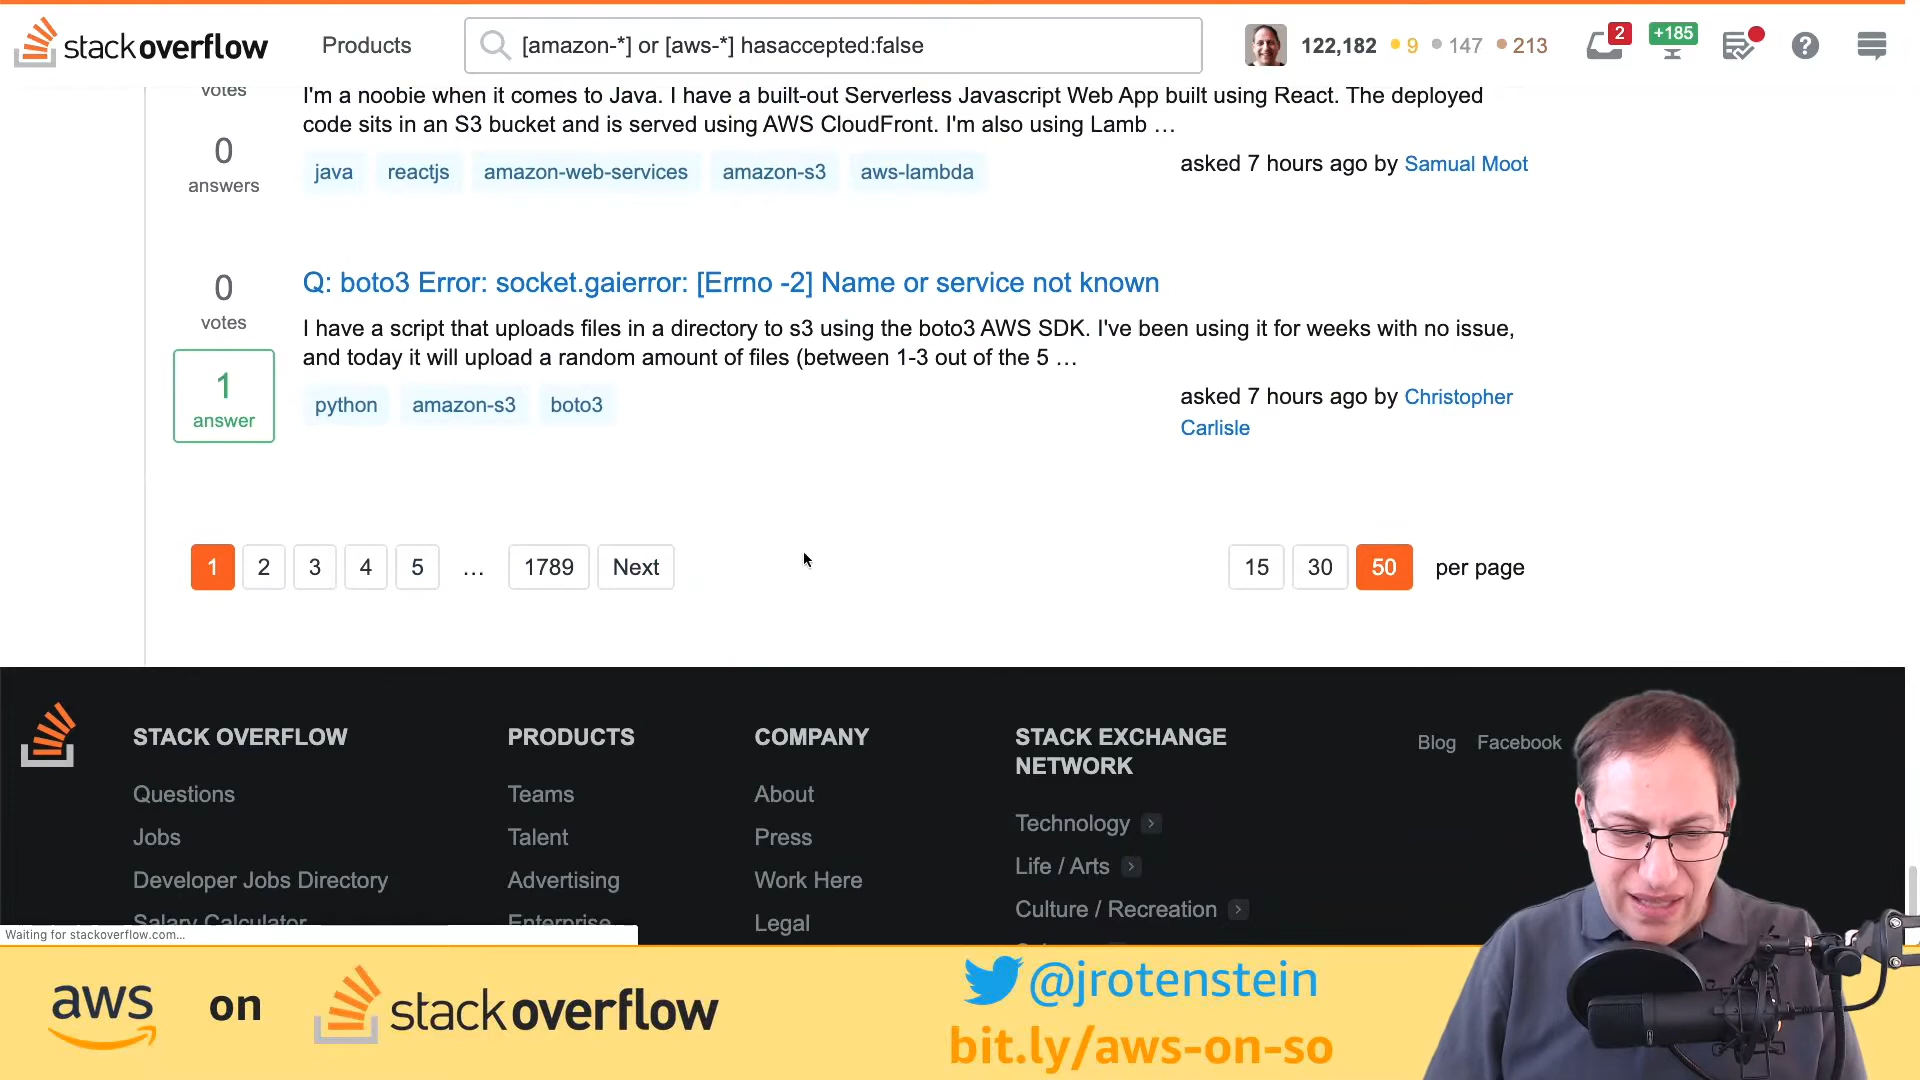 stackoverflow
Products
[amazon-*] or [aws-*] hasaccepted:false
122,182
9
147
213
2
+185
votes
I'm a noobie when it comes to Java. I have a built-out Serverless Javascript Web App built using React. The deployed
code sits in an S3 bucket and is served using AWS CloudFront. I'm also using Lamb …
0
answers
java
reactjs
amazon-web-services
amazon-s3
aws-lambda
asked 7 hours ago by Samual Moot
0
votes
1
answer
Q: boto3 Error: socket.gaierror: [Errno -2] Name or service not known
I have a script that uploads files in a directory to s3 using the boto3 AWS SDK. I've been using it for weeks with no issue,
and today it will upload a random amount of files (between 1-3 out of the 5 …
python
amazon-s3
boto3
asked 7 hours ago by Christopher
Carlisle
1
2
3
4
5
…
1789
Next
15
30
50
per page
STACK OVERFLOW
Questions
Jobs
Developer Jobs Directory
Salary Calculator
PRODUCTS
Teams
Talent
Advertising
Enterprise
COMPANY
About
Press
Work Here
Legal
STACK EXCHANGE
NETWORK
Technology
Life / Arts
Culture / Recreation
Blog
Facebook
Waiting for stackoverflow.com...
aws on stackoverflow
@jrotenstein
bit.ly/aws-on-so